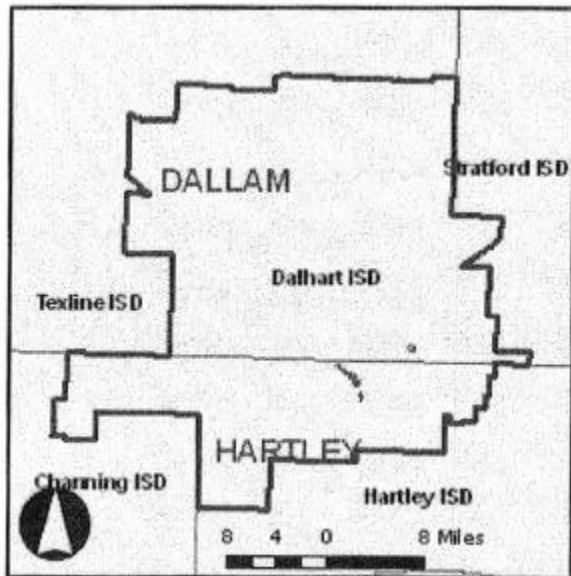 DALLAM
Stratford ISD
Dalhart ISD
Texline ISD
HARTLEY
Channing ISD
Hartley ISD
8 4 0 8 Miles